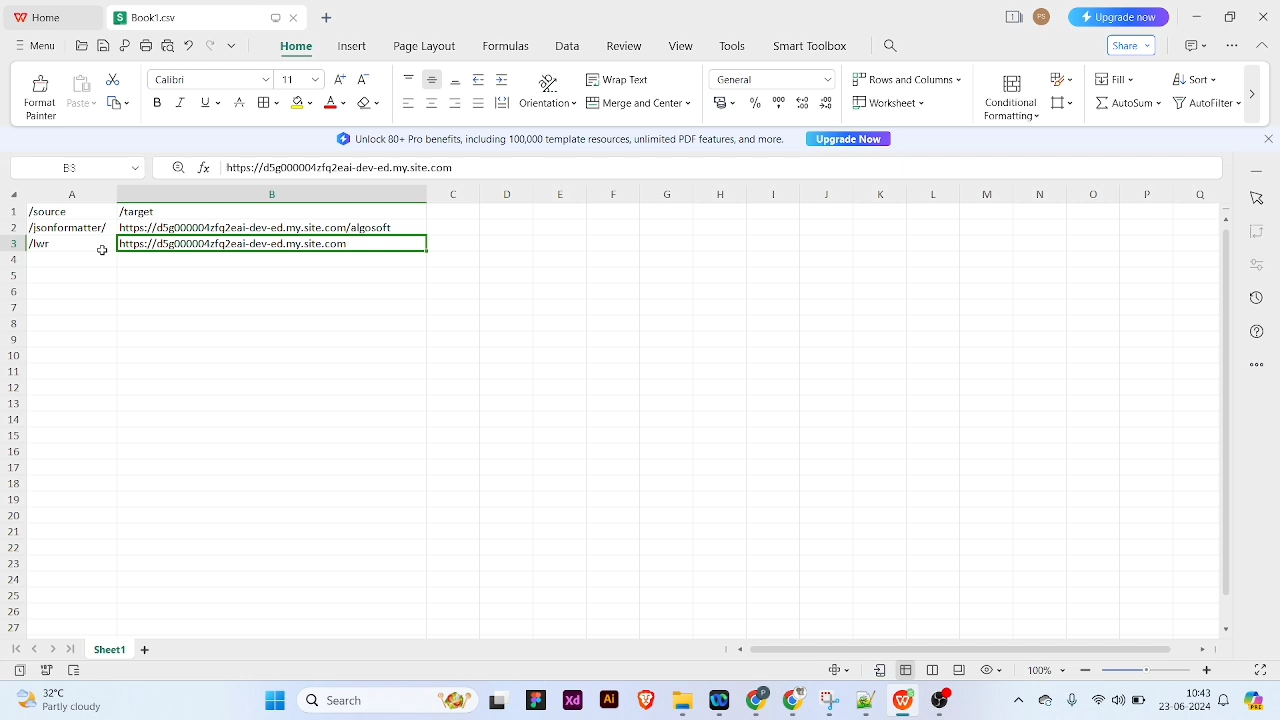 Home
Book1.csv
PS
Upgrade now
Menu
Home
Insert
Page Layout
Formulas
Data
Review
View
Tools
Smart Toolbox
Share
Format Painter
Paste
Calibri
11
Orientation
Wrap Text
Merge and Center
General
Rows and Columns
Worksheet
Conditional Formatting
Fill
Sort
AutoSum
AutoFilter
Unlock 80+ Pro benefits, including 100,000 template resources, unlimited PDF features, and more.
Upgrade Now
B3
https://d5g000004zfq2eai-dev-ed.my.site.com
A B C D E F G H I J K L M N O P Q
1 /source /target
2 /jsonformatter/ https://d5g000004zfq2eai-dev-ed.my.site.com/algosoft
3 /lwr https://d5g000004zfq2eai-dev-ed.my.site.com
4
5
6
7
8
9
10
11
12
13
14
15
16
17
18
19
20
21
22
23
24
25
26
27
Sheet1
100%
32°C
Partly cloudy
Search
10:43
23-06-2024